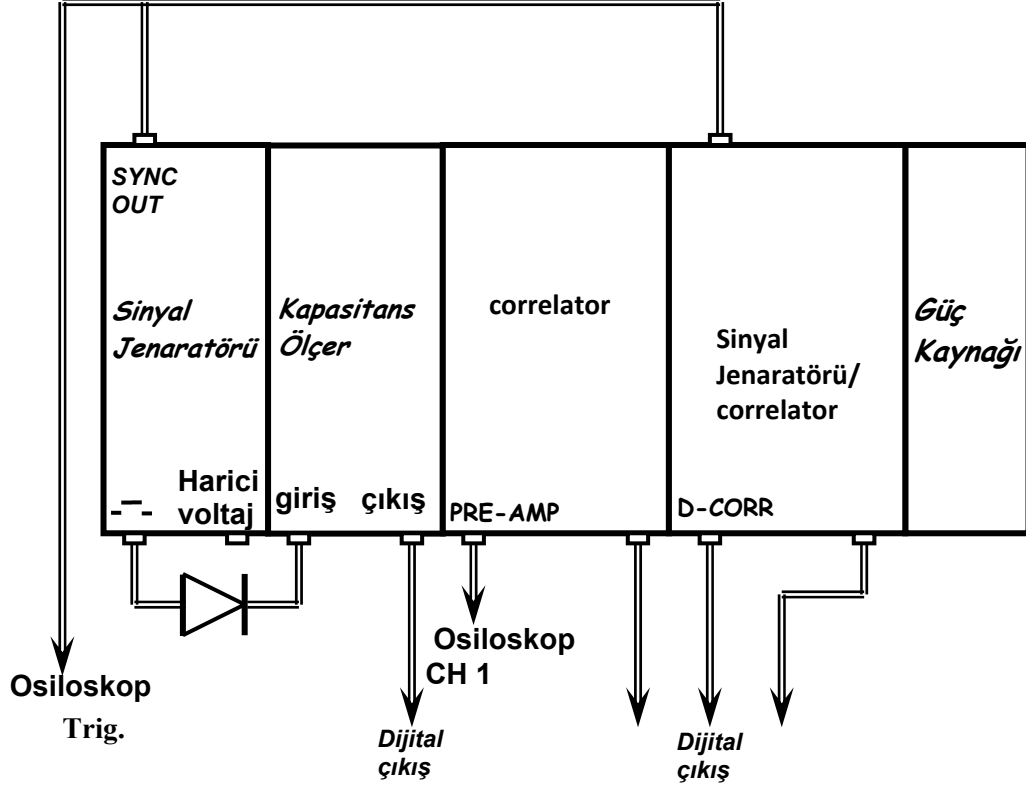 SYNC
OUT
Sinyal
Jenaratörü
Kapasitans
Ölçer
correlator
Sinyal
Jenaratörü/
correlator
Güç
Kaynağı
Harici
voltaj
giriş çıkış
PRE-AMP
D-CORR
Osiloskop
Trig.
Osiloskop
CH 1
Dijital
çıkış
Dijital
çıkış